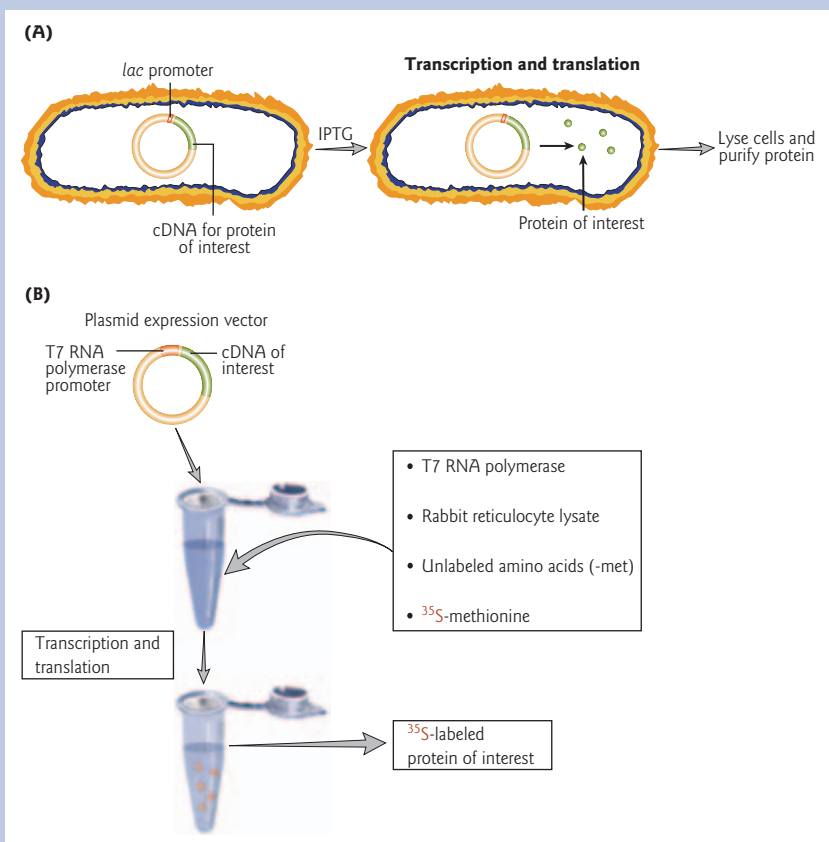 (A)
lac promoter
Transcription and translation
IPTG
Lyse cells and
purify protein
cDNA for protein
of interest
Protein of interest
(B)
Plasmid expression vector
T7 RNA
polymerase
promoter
cDNA of
interest
• T7 RNA polymerase
• Rabbit reticulocyte lysate
• Unlabeled amino acids (-met)
• ³⁵S-methionine
Transcription and
translation
³⁵S-labeled
protein of interest